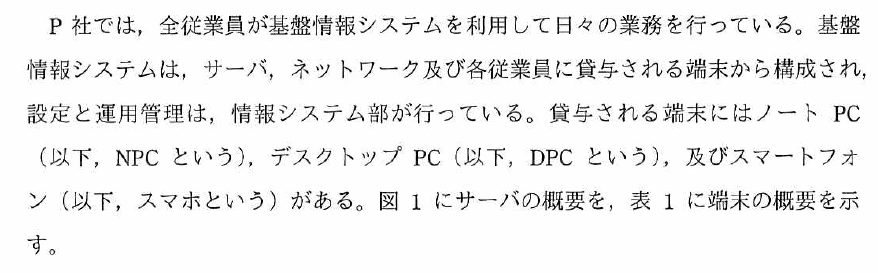 P 社では，全従業員が基盤情報システムを利用して日々の業務を行っている。基盤
情報システムは，サーバ，ネットワーク及び各従業員に貸与される端末から構成され，
設定と運用管理は，情報システム部が行っている。貸与される端末にはノート PC
（以下，NPC という），デスクトップ PC（以下，DPC という），及びスマートフォ
ン（以下，スマホという）がある。図 1 にサーバの概要を，表 1 に端末の概要を示
す。